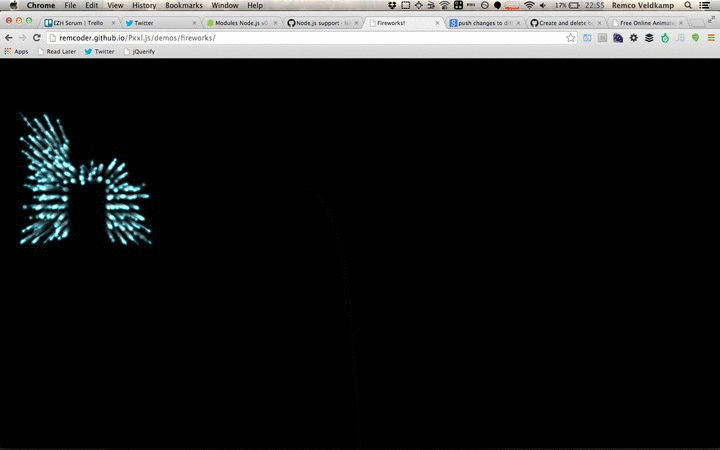 Chrome File Edit View History Bookmarks Window Help 17% 22:55 Remco Veldkamp
EZH Scrum | Trello Twitter Modules Node.js v0 Node.js support - Fireworks! push changes to dif Create and delete Free Online Animat
remcoder.github.io/Pxxl.js/demos/fireworks/
Apps Read Later Twitter jQuerify
h